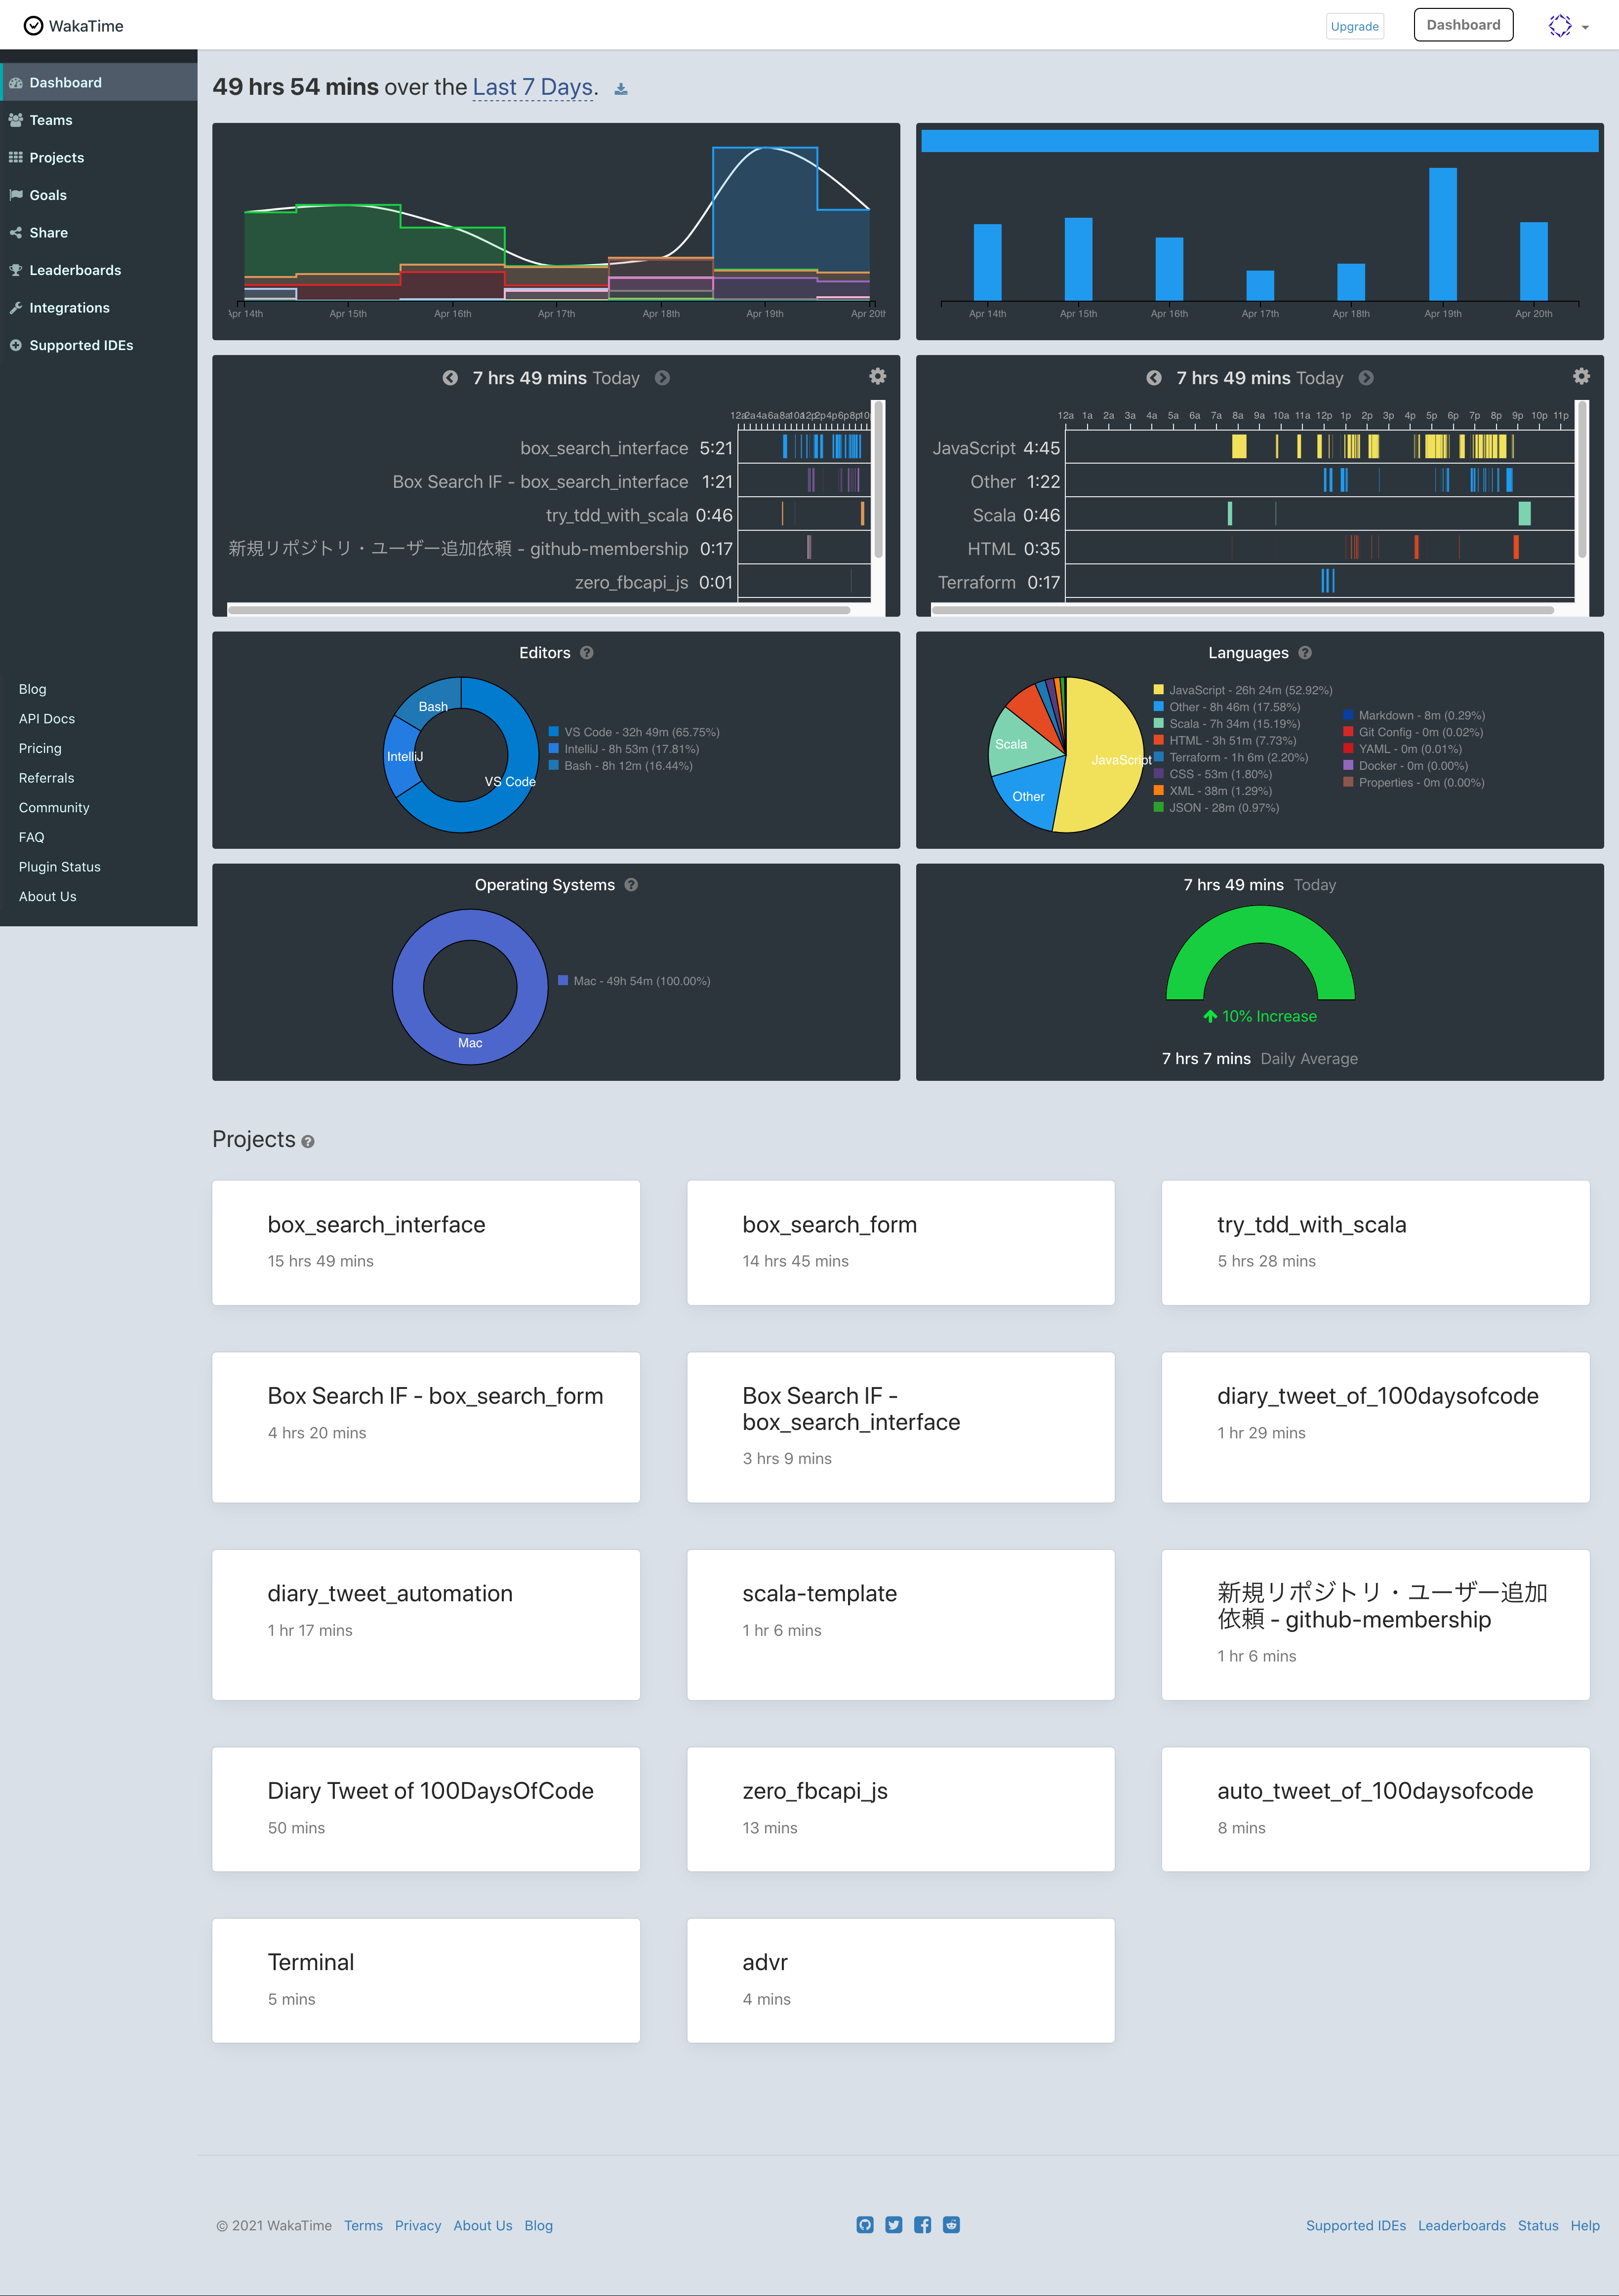 WakaTime
Upgrade
Dashboard
Dashboard
Teams
Projects
Goals
Share
Leaderboards
Integrations
Supported IDEs
Blog
API Docs
Pricing
Referrals
Community
FAQ
Plugin Status
About Us
49 hrs 54 mins over the Last 7 Days.
Apr 15th Apr 16th Apr 17th Apr 18th Apr 19th
Apr 14th Apr 15th Apr 16th Apr 17th Apr 18th Apr 19th Apr 20th
7 hrs 49 mins Today
box_search_interface 5:21
Box Search IF - box_search_interface 1:21
try_tdd_with_scala 0:46
新規リポジトリ・ユーザー追加依頼 - github-membership 0:17
zero_fbcapi_js 0:01
7 hrs 49 mins Today
12a 1a 2a 3a 4a 5a 6a 7a 8a 9a 10a 11a 12p 1p 2p 3p 4p 5p 6p 7p 8p 9p 10p 11p
JavaScript 4:45
Other 1:22
Scala 0:46
HTML 0:35
Terraform 0:17
Editors
Bash
IntelliJ
VS Code
VS Code - 32h 49m (65.75%)
IntelliJ - 8h 53m (17.81%)
Bash - 8h 12m (16.44%)
Languages
Scala
JavaScript
Other
JavaScript - 26h 24m (52.92%)
Other - 8h 46m (17.58%)
Scala - 7h 34m (15.19%)
HTML - 3h 51m (7.73%)
Terraform - 1h 6m (2.20%)
CSS - 53m (1.80%)
XML - 38m (1.29%)
JSON - 28m (0.97%)
Markdown - 8m (0.29%)
Git Config - 0m (0.02%)
YAML - 0m (0.01%)
Docker - 0m (0.00%)
Properties - 0m (0.00%)
Operating Systems
Mac
Mac - 49h 54m (100.00%)
7 hrs 49 mins Today
10% Increase
7 hrs 7 mins Daily Average
Projects
box_search_interface
15 hrs 49 mins
box_search_form
14 hrs 45 mins
try_tdd_with_scala
5 hrs 28 mins
Box Search IF - box_search_form
4 hrs 20 mins
Box Search IF -
box_search_interface
3 hrs 9 mins
diary_tweet_of_100daysofcode
1 hr 29 mins
diary_tweet_automation
1 hr 17 mins
scala-template
1 hr 6 mins
新規リポジトリ・ユーザー追加
依頼 - github-membership
1 hr 6 mins
Diary Tweet of 100DaysOfCode
50 mins
zero_fbcapi_js
13 mins
auto_tweet_of_100daysofcode
8 mins
Terminal
5 mins
advr
4 mins
© 2021 WakaTime Terms Privacy About Us Blog
Supported IDEs Leaderboards Status Help